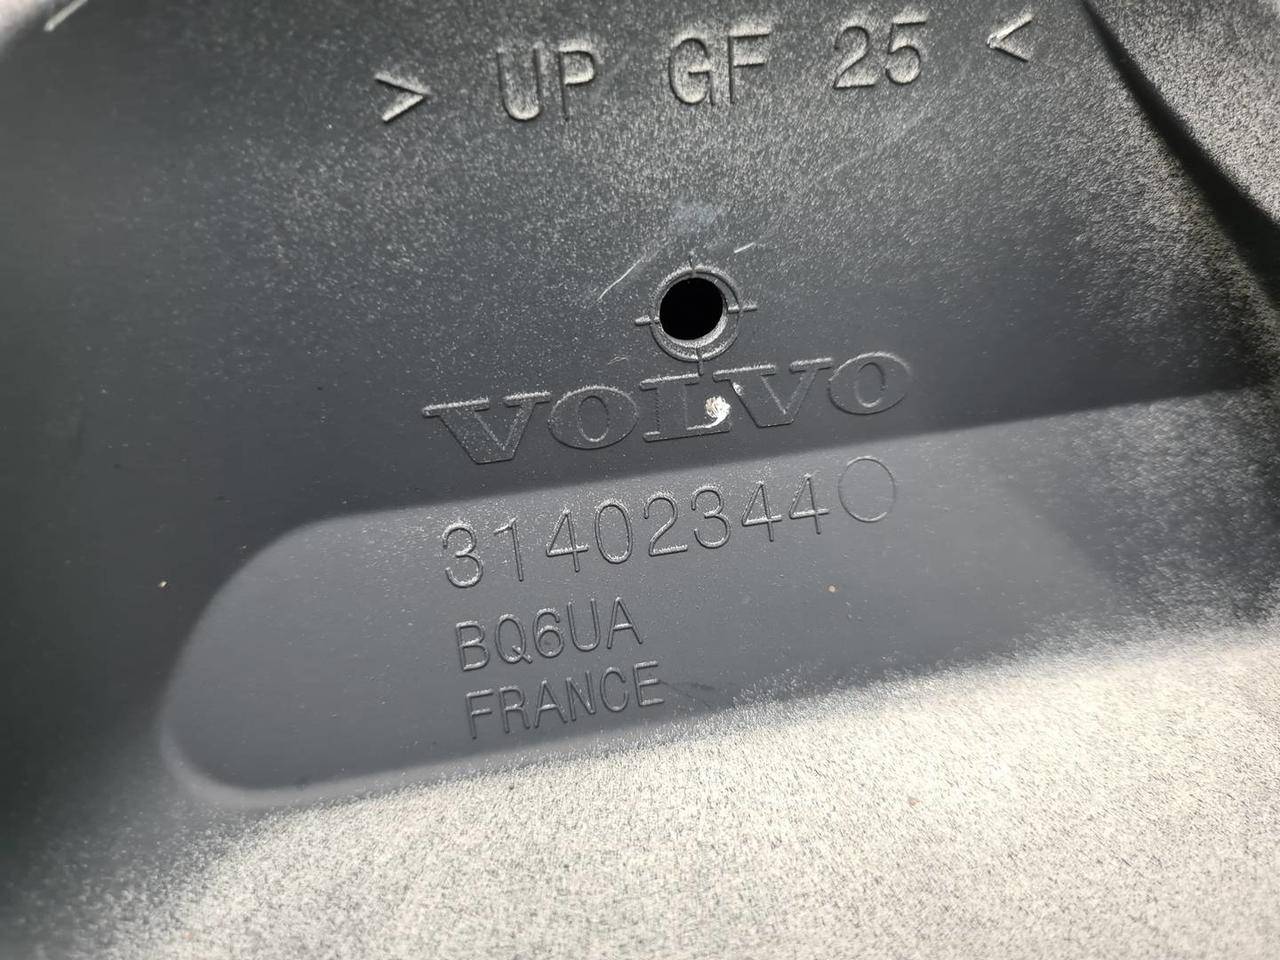 > UP GF 25 <
VOLVO
31402344
BQ6UA
FRANCE